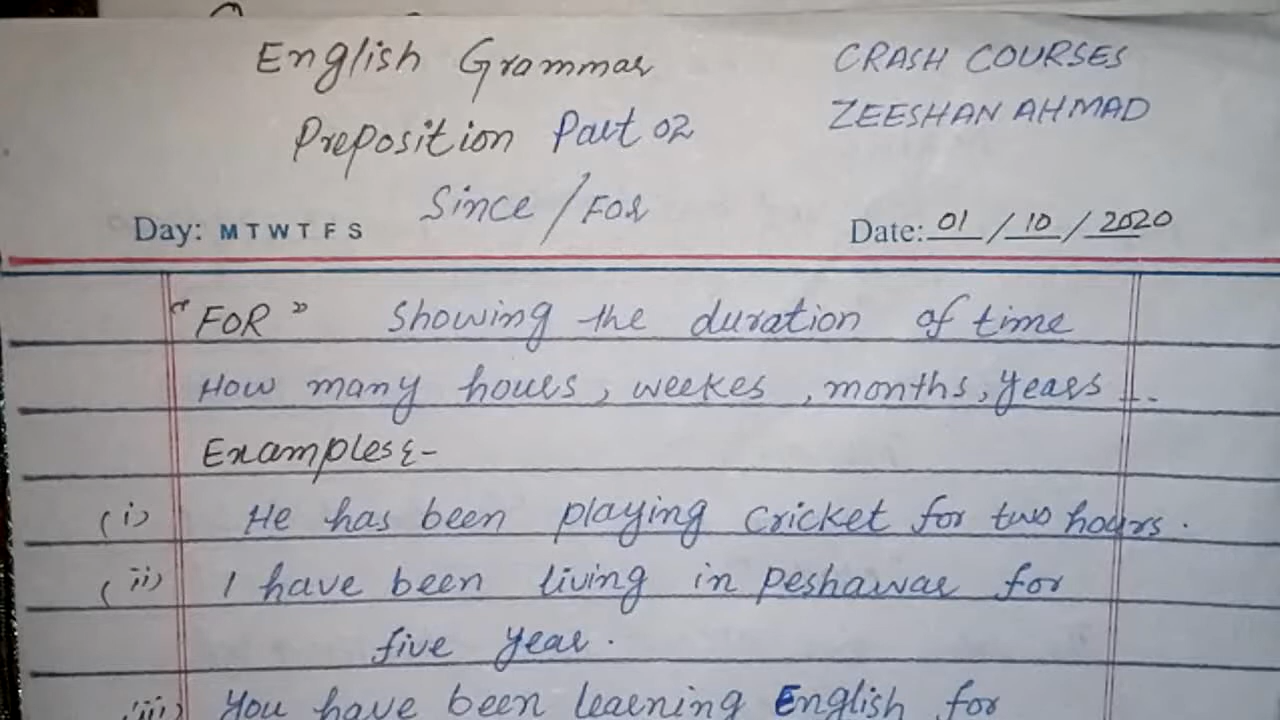 English Grammar
CRASH COURSES
Preposition Part 02
ZEESHAN AHMAD
Since / For
Day: M T W T F S
Date: 01 / 10 / 2020
"FOR" Showing the duration of time
How many hours, weekes, months, years ...
Examples:-
(i) He has been playing cricket for two hours.
(ii) I have been living in peshawar for
five year.
(iii) You have been learning English for